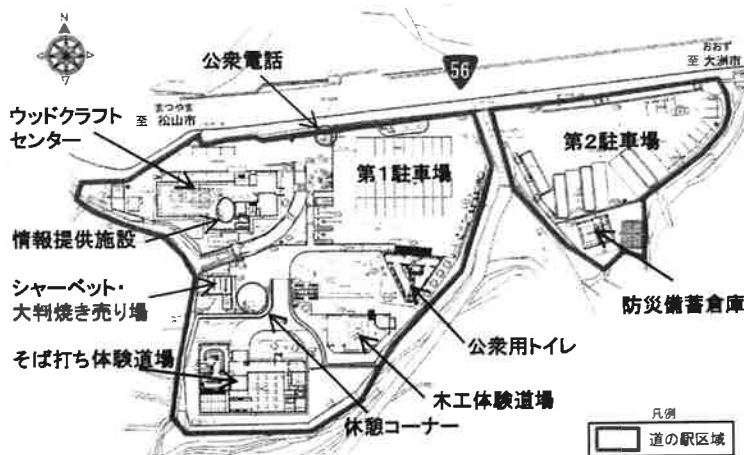 N
公衆電話
56
おおず
至 大洲市
ウッドクラフト
センター
まつやま
至 松山市
第1駐車場
第2駐車場
情報提供施設
シャーベット・
大判焼き売り場
防災備蓄倉庫
公衆用トイレ
そば打ち体験道場
木工体験道場
休憩コーナー
凡例
道の駅区域